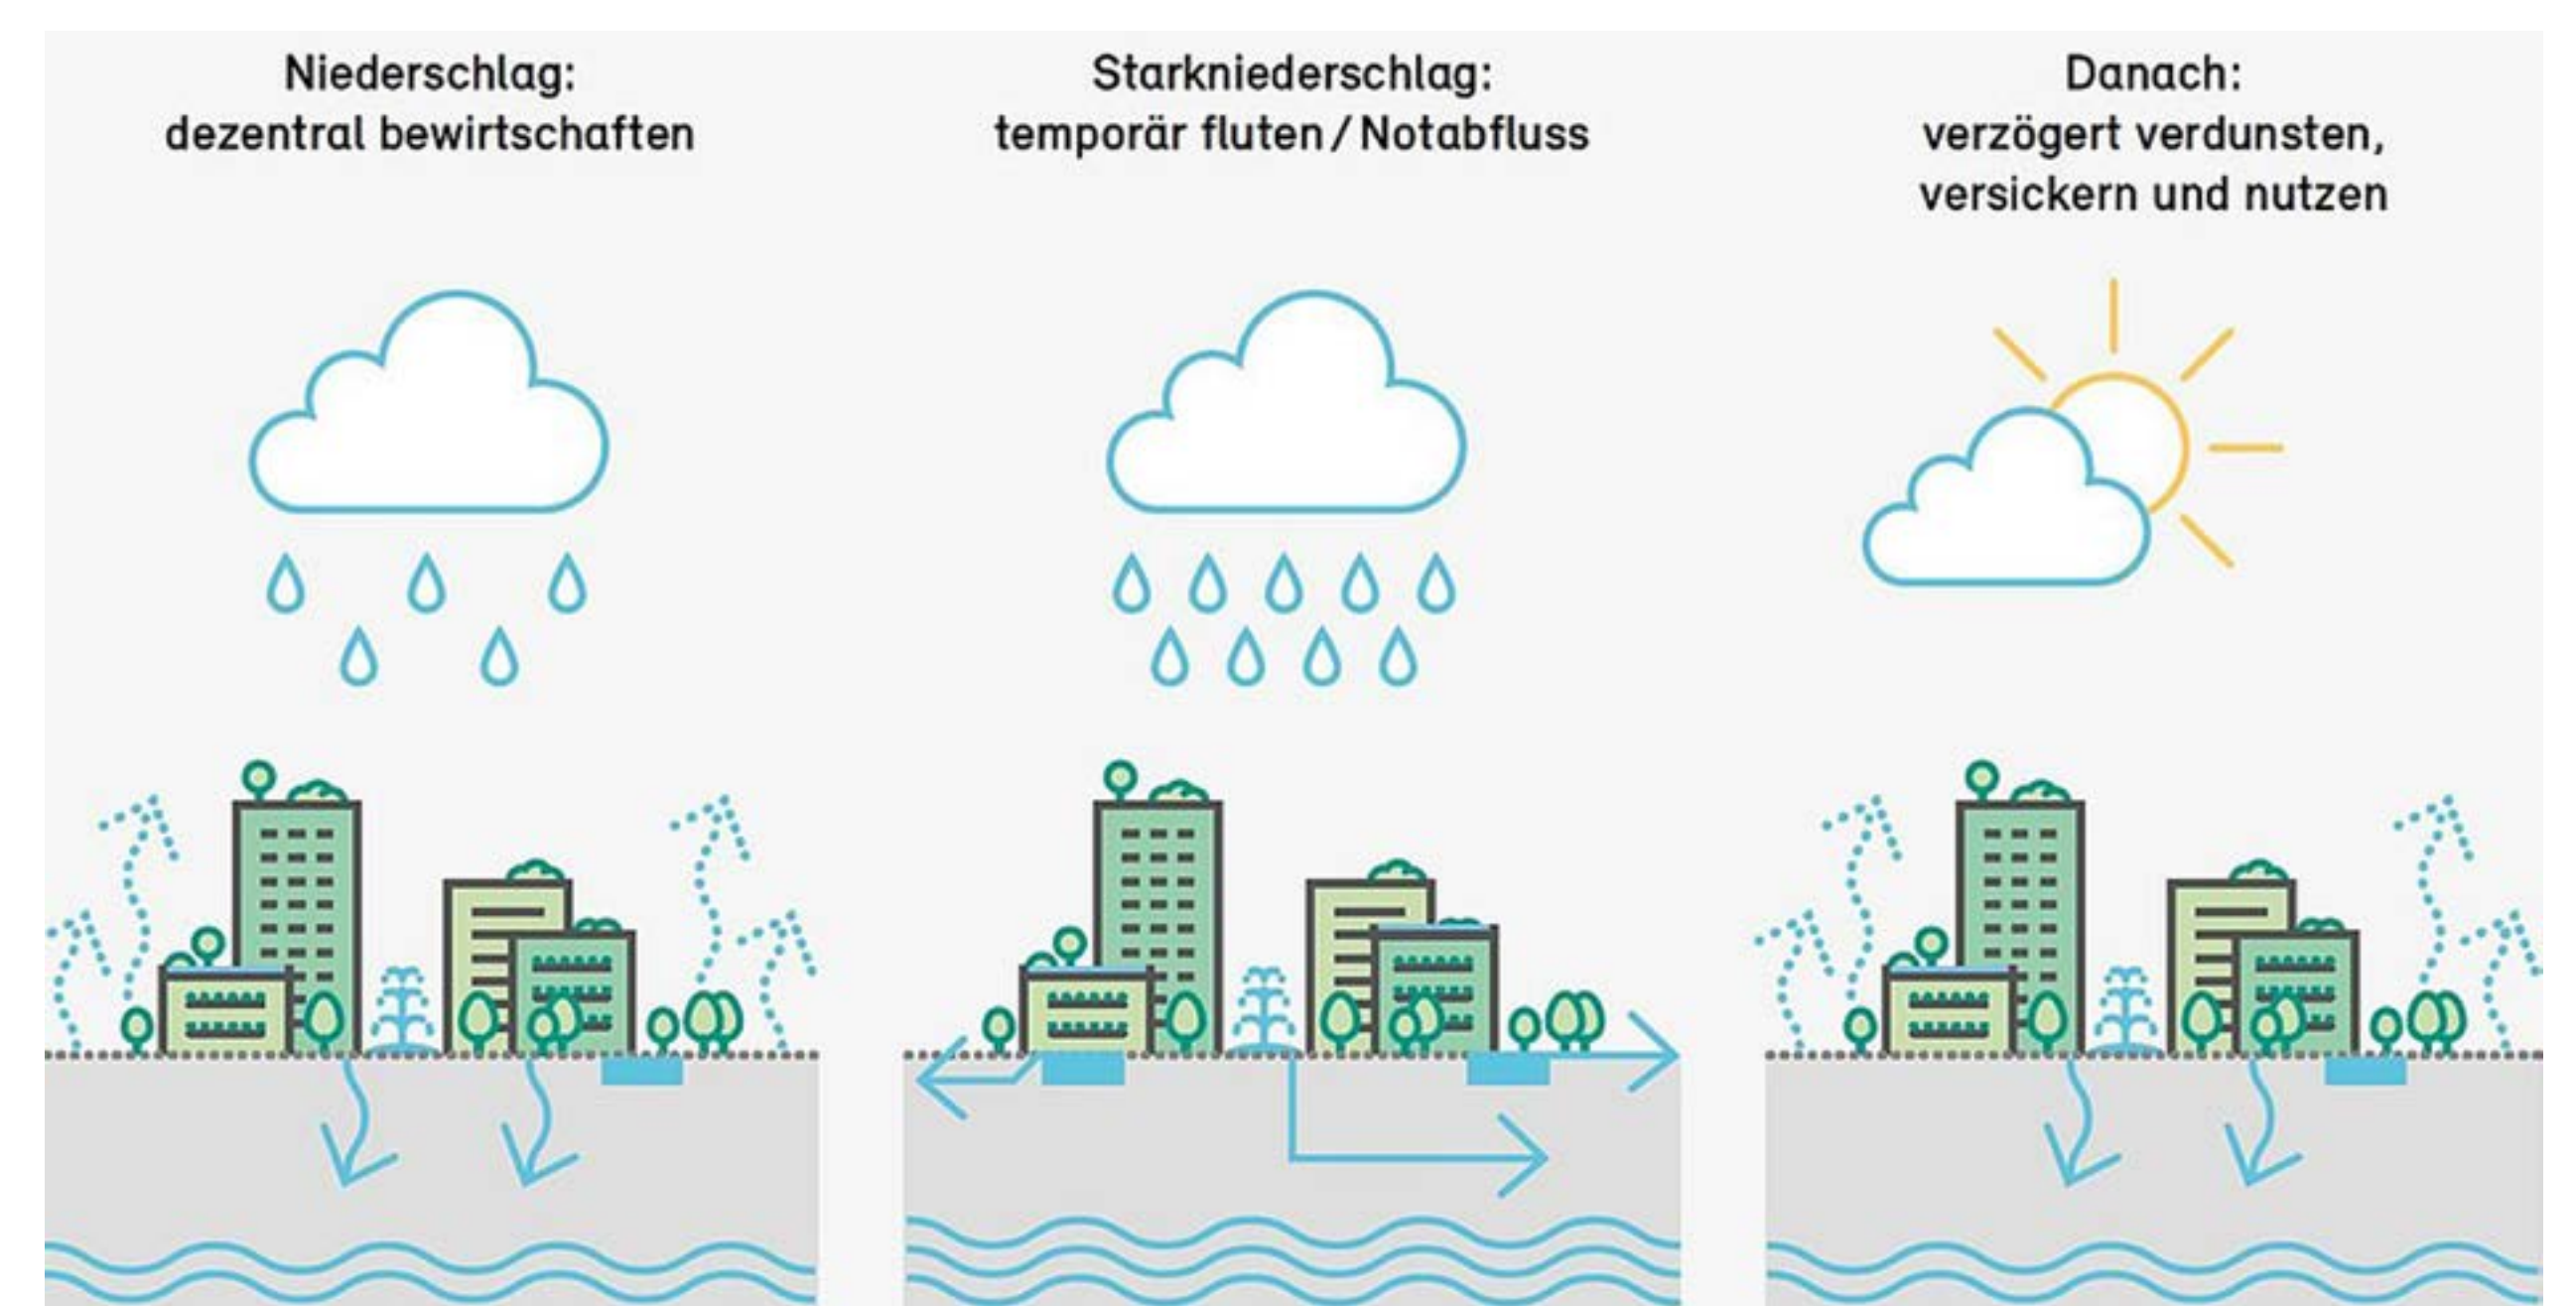 Niederschlag:
dezentral bewirtschaften
Starkniederschlag:
temporär fluten / Notabfluss
Danach:
verzögert verdunsten,
versickern und nutzen